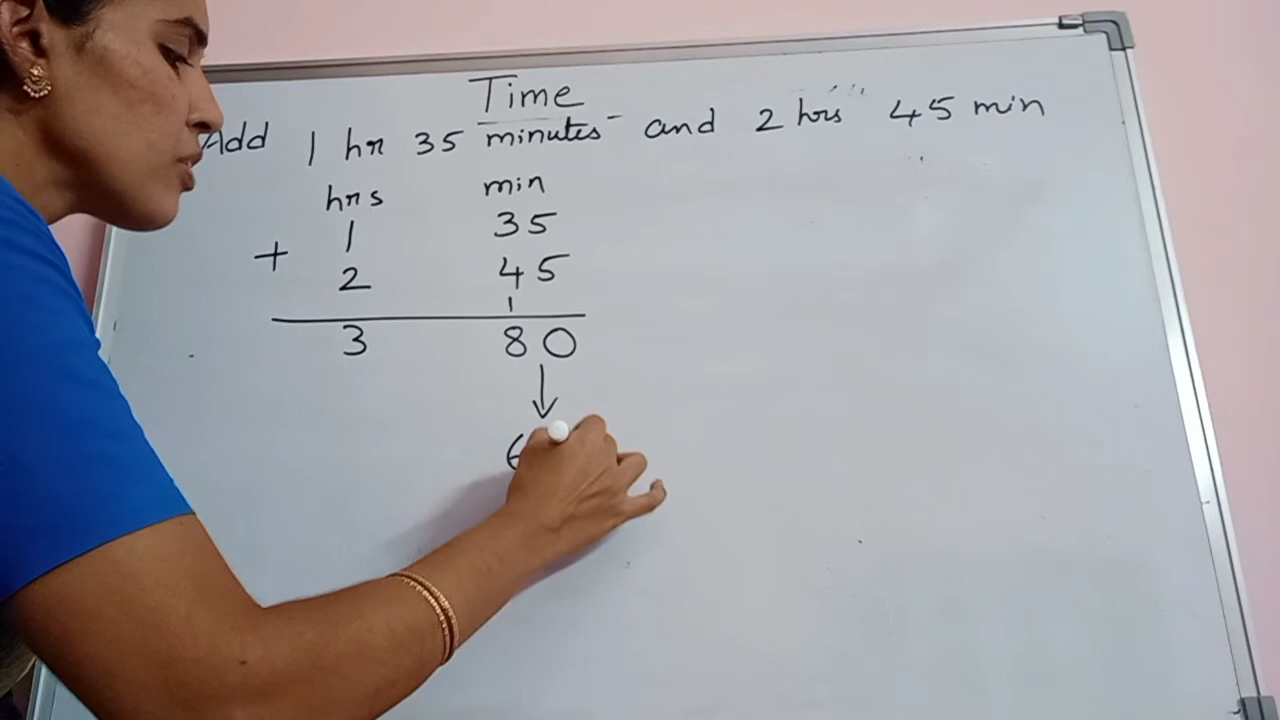 Time
Add 1 hr 35 minutes and 2 hrs 45 min
hrs min
1 35
+ 2 45
1
3 80
6